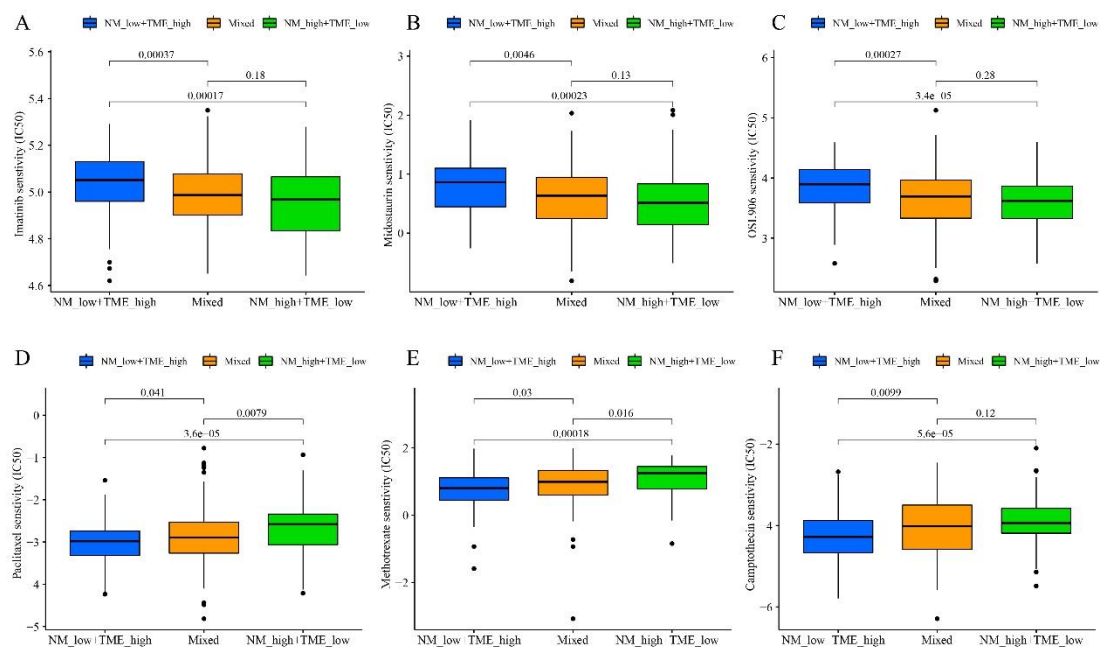 A
NM_low+TME_high Mixed NM_high+TME_low
Imatinib senstivity (IC50)
5.6
5.4
5.2
5.0
4.8
4.6
0.00037
0.18
0.00017
NM_low+TME_high Mixed NM_high+TME_low
B
NM_low+TME_high Mixed NM_high+TME_low
Midostaurin senstivity (IC50)
3
2
1
0
0.0046
0.13
0.00023
NM_low+TME_high Mixed NM_high+TME_low
C
NM_low+TME_high Mixed NM_high+TME_low
OSI.906 senstivity (IC50)
6
5
4
3
0.00027
0.28
3.4e−05
NM_low+TME_high Mixed NM_high+TME_low
D
NM_low+TME_high Mixed NM_high+TME_low
Paclitaxel senstivity (IC50)
0
−1
−2
−3
−4
−5
0.041
0.0079
3.6e−05
NM_low+TME_high Mixed NM_high+TME_low
E
NM_low+TME_high Mixed NM_high+TME_low
Methotrexate senstivity (IC50)
2
0
−2
0.03
0.016
0.00018
NM_low+TME_high Mixed NM_high+TME_low
F
NM_low+TME_high Mixed NM_high+TME_low
Camptothecin senstivity (IC50)
−2
−4
−6
0.0099
0.12
5.6e−05
NM_low+TME_high Mixed NM_high+TME_low